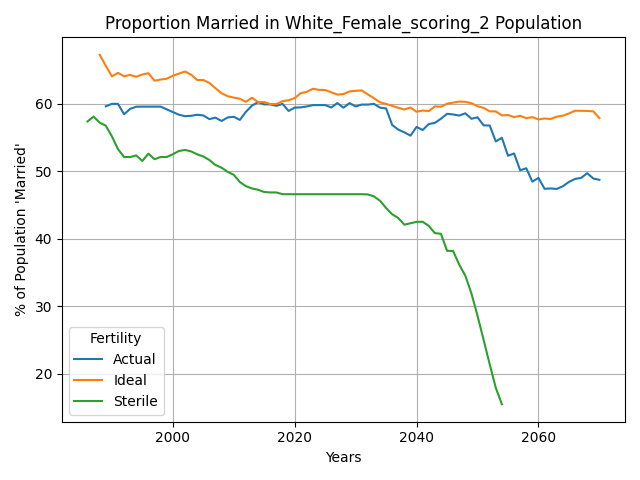 Proportion Married in White_Female_scoring_2 Population
% of Population 'Married'
60
50
40
30
20
Fertility
Actual
Ideal
Sterile
2000 2020 2040 2060
Years